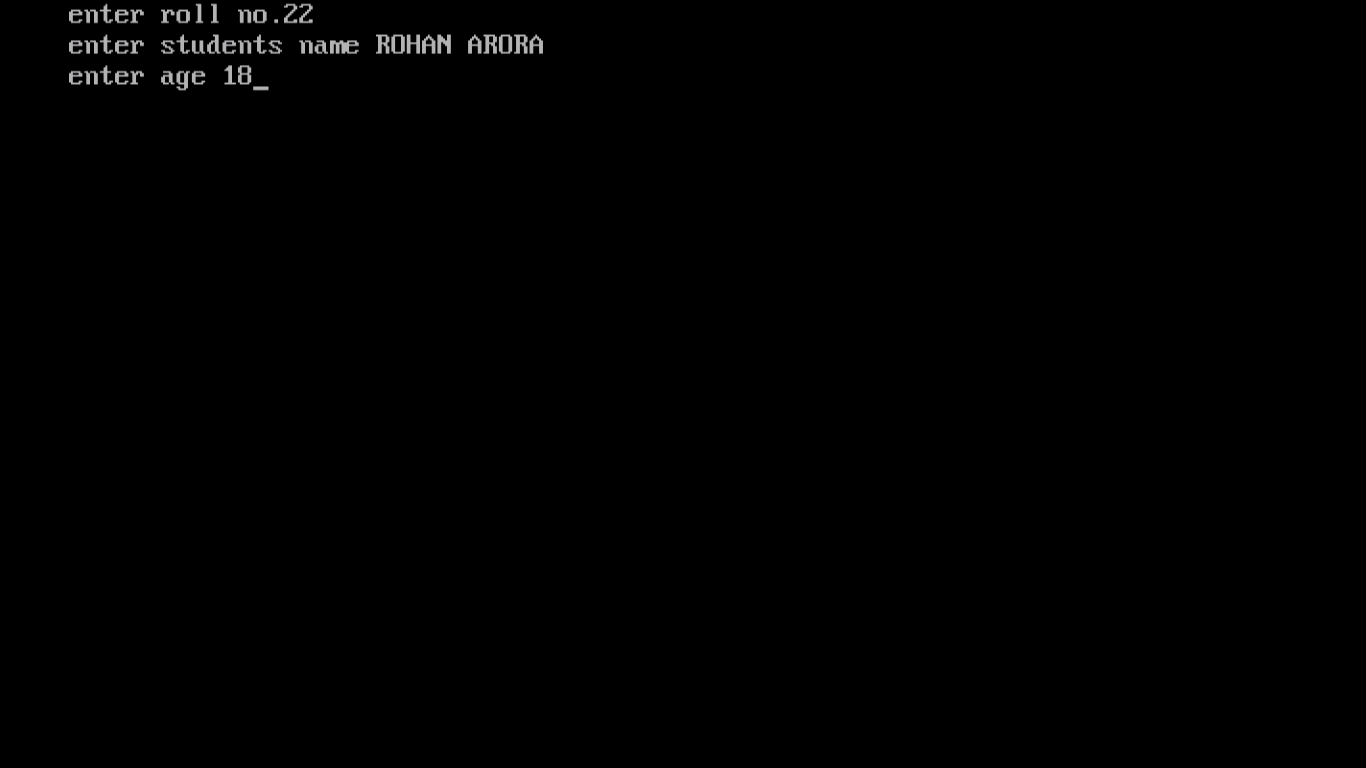 enter roll no.22
enter students name ROHAN ARORA
enter age 18_